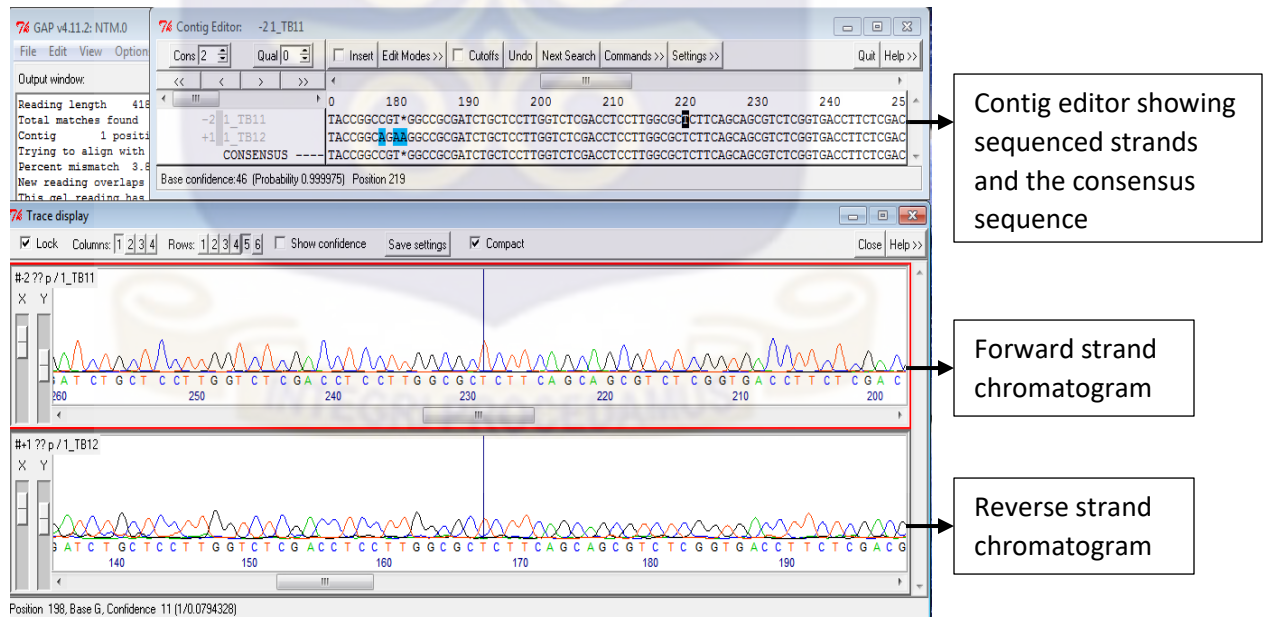 GAP v4.11.2: NTM.0
File Edit View Option
Output window:
Reading length 418
Total matches found
Contig 1 positi
Trying to align with
Percent mismatch 3.8
New reading overlaps
This gel reading has
Contig Editor: -2 1_TB11
Cons 2 Qual 0 Insert Edit Modes >> Cutoffs Undo Next Search Commands >> Settings >> Quit Help >>
<< < > >>
0 180 190 200 210 220 230 240 25
-2 1_TB11 TACCGGCCGT*GGCCGCGATCTGCTCCTTGGTCTCGACCTCCTTGGCGCTCTTCAGCAGCGTCTCGGTGACCTTCTCGAC
+1 1_TB12 TACCGGCAGAAGGCCGCGATCTGCTCCTTGGTCTCGACCTCCTTGGCGCTCTTCAGCAGCGTCTCGGTGACCTTCTCGAC
CONSENSUS ---- TACCGGCCGT*GGCCGCGATCTGCTCCTTGGTCTCGACCTCCTTGGCGCTCTTCAGCAGCGTCTCGGTGACCTTCTCGAC
Base confidence:46 (Probability 0.999975) Position 219
Trace display
Lock Columns: 1 2 3 4 Rows: 1 2 3 4 5 6 Show confidence Save settings Compact Close Help >>
#-2 ?? p / 1_TB11
X Y
G A T C T G C T C C T T G G T C T C G A C C T C C T T G G C G C T C T T C A G C A G C G T C T C G G T G A C C T T C T C G A C
260 250 240 230 220 210 200
INTEGRI PROCEDAMUS
#+1 ?? p / 1_TB12
X Y
G A T C T G C T C C T T G G T C T C G A C C T C C T T G G C G C T C T T C A G C A G C G T C T C G G T G A C C T T C T C G A C G
140 150 160 170 180 190
Position 198, Base G, Confidence 11 (1/0.0794328)
Contig editor showing
sequenced strands
and the consensus
sequence
Forward strand
chromatogram
Reverse strand
chromatogram